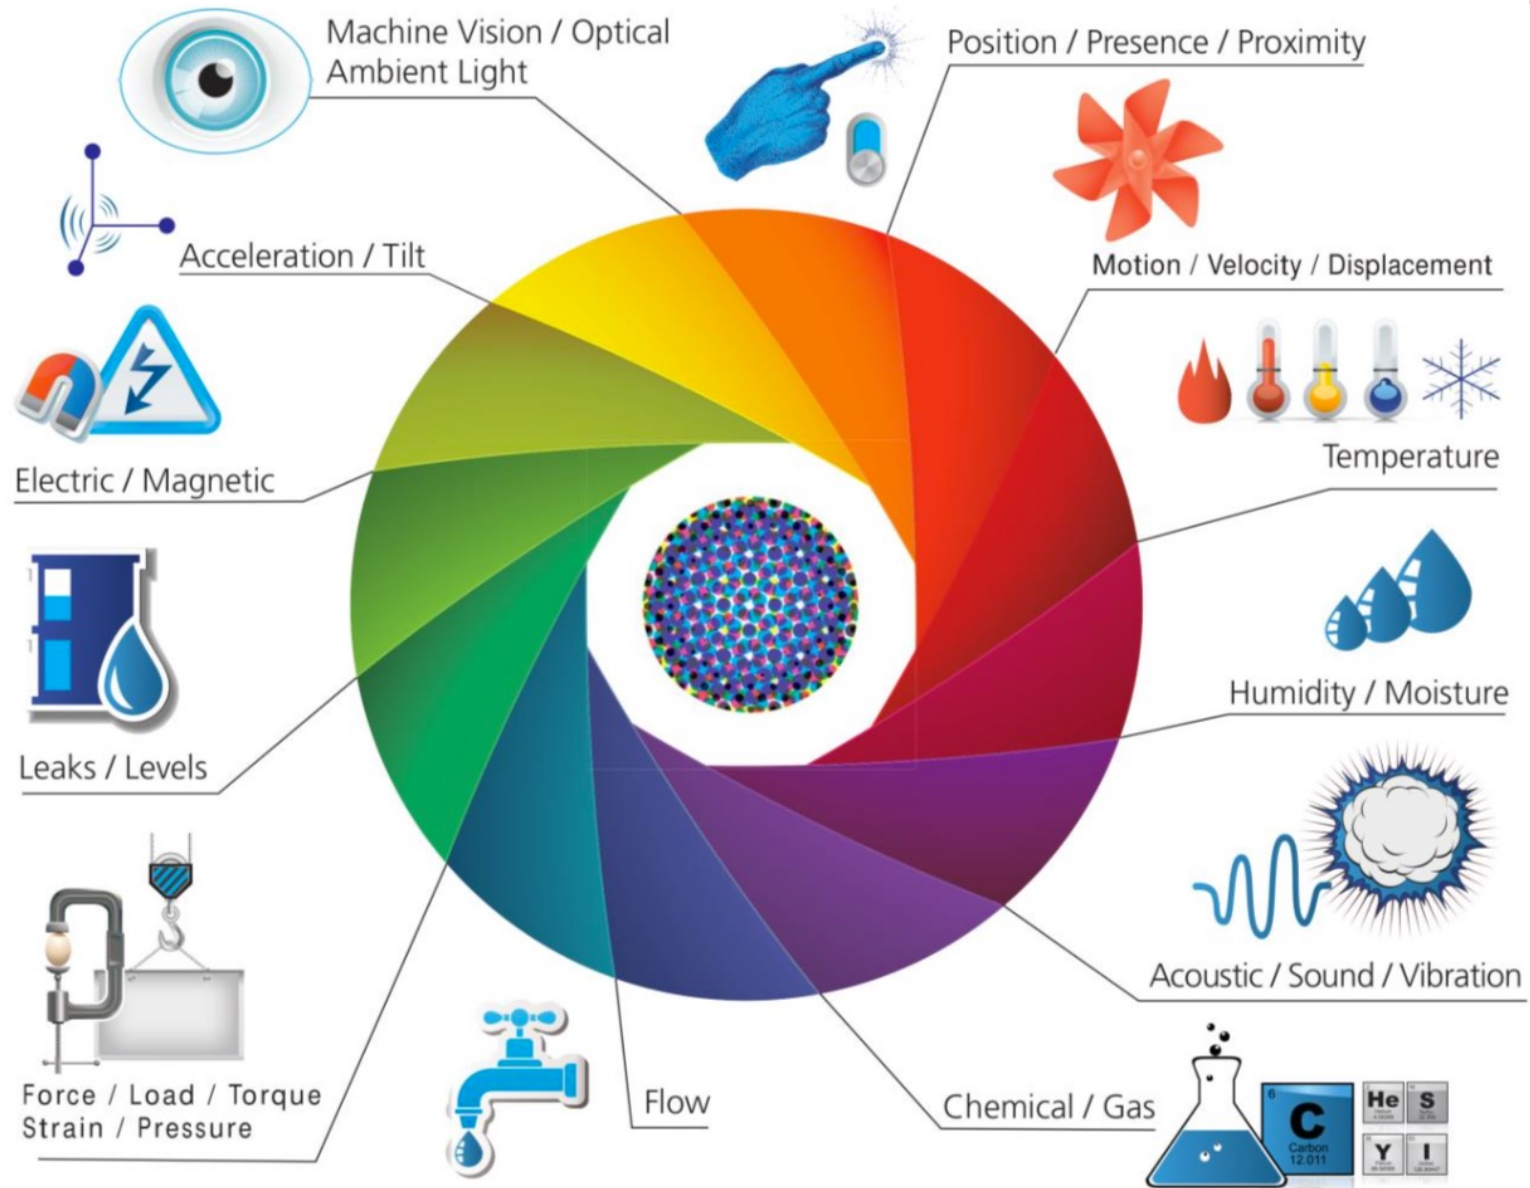 Machine Vision / Optical
Ambient Light
Position / Presence / Proximity
Acceleration / Tilt
Motion / Velocity / Displacement
Temperature
Electric / Magnetic
Humidity / Moisture
Leaks / Levels
Acoustic / Sound / Vibration
Force / Load / Torque
Strain / Pressure
Flow
Chemical / Gas
6
C
Carbon
12.011
He
S
Y
I